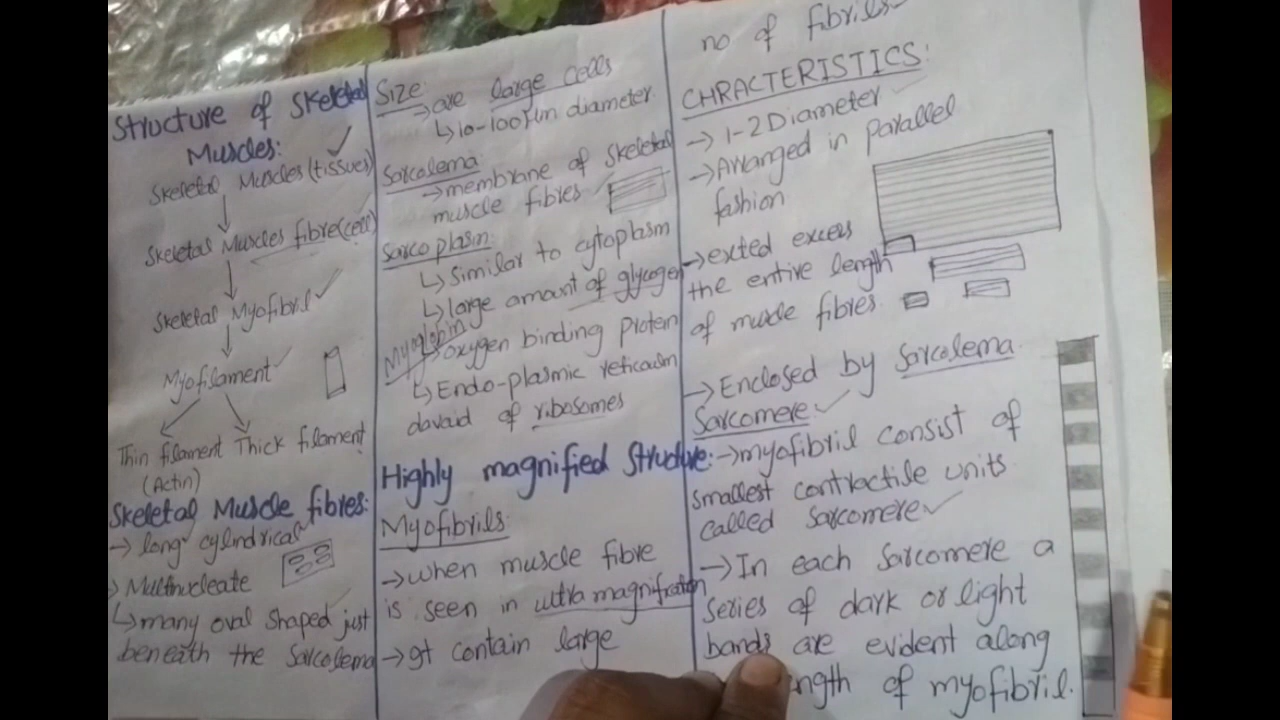 Structure of Skeletal
Muscles:
Skeletal Muscles (tissues)
Skeletal Muscles fibre(cell)
Skeletal Myofibril
Myofilament
Thin filament Thick filament
(Actin)
Skeletal Muscle fibres:
→ long cylindrical
→ Multnucleate
↳ many oval shaped just
beneath the Sarcolema
Size:
→ are large cells
↳ 10-100μm diameter
Sarcolema:
→ membrane of skeletal
muscle fibres
Sarcoplasm:
↳ Similar to cytoplasm
↳ large amount of glycogen
Myoglobin
→ oxygen binding protein
↳ Endo-plasmic reticuam
davaid of ribosomes
Highly magnified Structure:
Myofibrils:
→ when muscle fibre
is seen in ultra magnification
→ It contain large
no of fibrils
CHRACTERISTICS:
→ 1-2 Diameter
→ Arranged in Parallel
fashion
→ exted excess
the entire length
of muscle fibres
→ Enclosed by Sarcolema
Sarcomere:
→ myofibril consist of
smallest contractile units
called Sarcomere
→ In each Sarcomere a
series of dark or light
bands are evident along
ngth of myofibril.